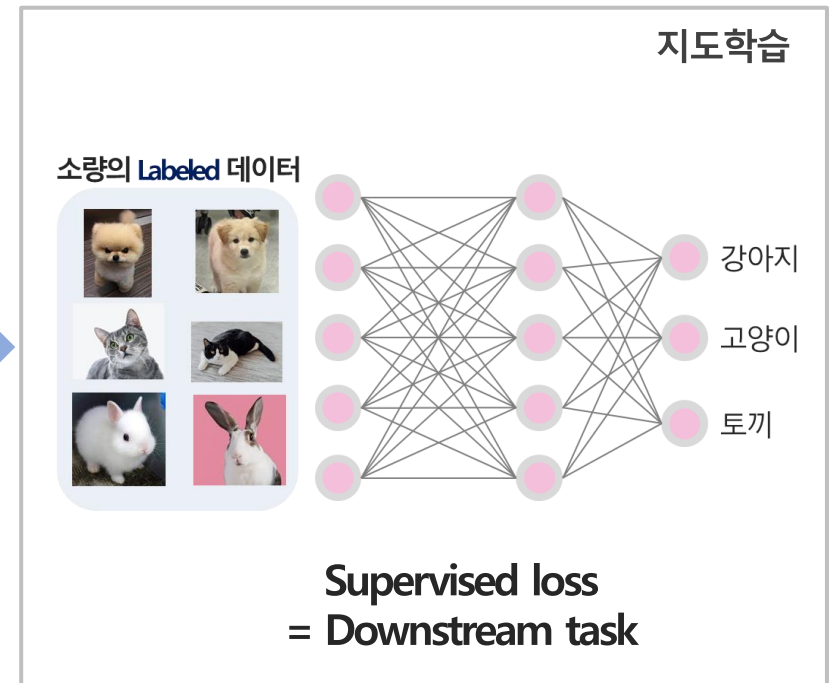 지도학습
소량의 Labeled 데이터
강아지
고양이
토끼
Supervised loss
= Downstream task